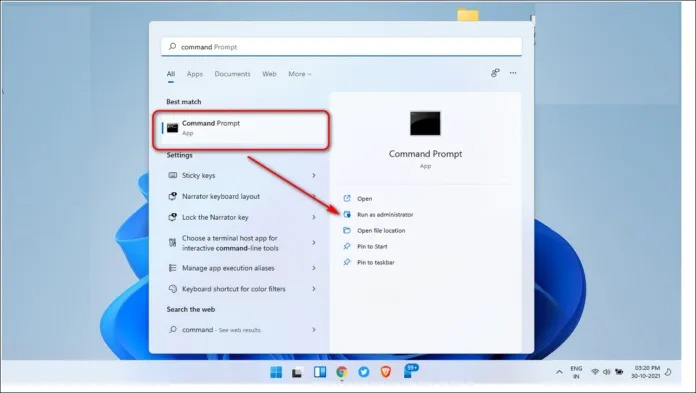 command Prompt
All Apps Documents Web More
Best match
Command Prompt
App
Settings
Sticky keys
Narrator keyboard layout
Lock the Narrator key
Choose a terminal host app for
interactive command-line tools
Manage app execution aliases
Keyboard shortcut for color filters
Search the web
command - See web results
Command Prompt
App
Open
Run as administrator
Open file location
Pin to Start
Pin to taskbar
99+
ENG
IN
03:20 PM
30-10-2021